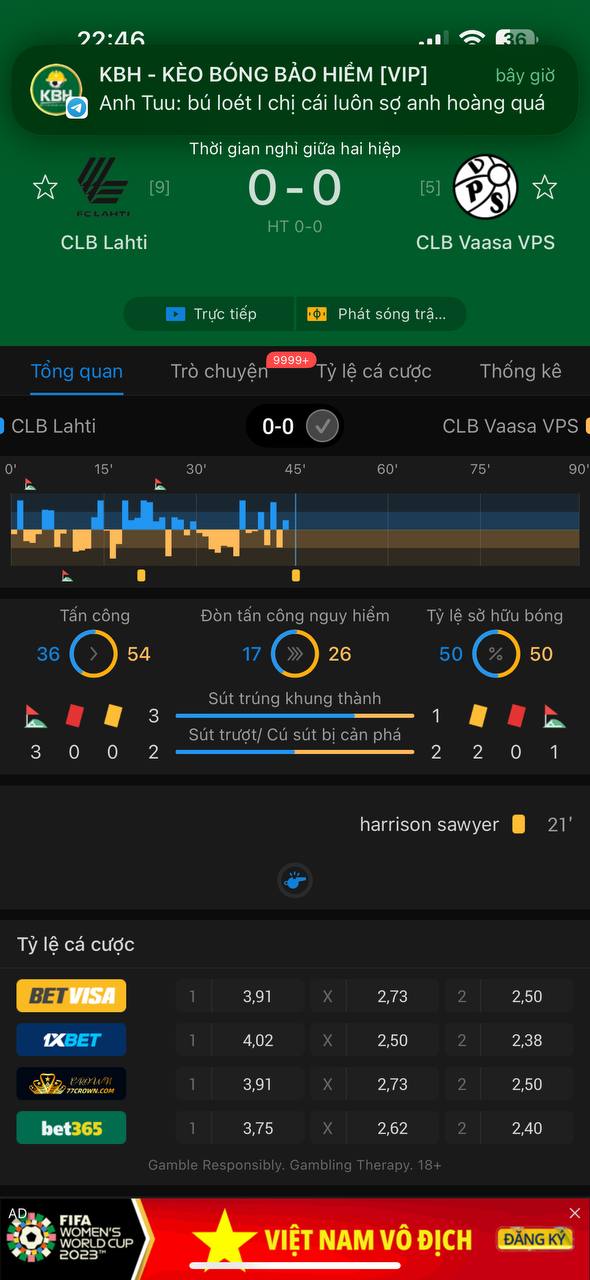 22:46
36
KBH - KÈO BÓNG BẢO HIỂM [VIP]
bây giờ
KBH
Anh Tuu: bú loét l chị cái luôn sợ anh hoàng quá
Thời gian nghỉ giữa hai hiệp
[9]
0 - 0
[5]
FC LAHTI
VPS
HT 0-0
CLB Lahti
CLB Vaasa VPS
Trực tiếp
Phát sóng trậ...
9999+
Tổng quan
Trò chuyện
Tỷ lệ cá cược
Thống kê
CLB Lahti
0-0
CLB Vaasa VPS
0' 15' 30' 45' 60' 75' 90'
Tấn công
Đòn tấn công nguy hiểm
Tỷ lệ sở hữu bóng
36 54 17 26 50 % 50
Sút trúng khung thành
3 1
Sút trượt/ Cú sút bị cản phá
3 0 0 2 2 2 0 1
harrison sawyer 21'
Tỷ lệ cá cược
BETVISA 1 3,91 X 2,73 2 2,50
1XBET 1 4,02 X 2,50 2 2,38
CROWN
77CROWN.COM
1 3,91 X 2,73 2 2,50
bet365 1 3,75 X 2,62 2 2,40
Gamble Responsibly. Gambling Therapy. 18+
AD
FIFA
WOMEN'S
WORLD CUP
2023™
VIỆT NAM VÔ ĐỊCH
ĐĂNG KÝ